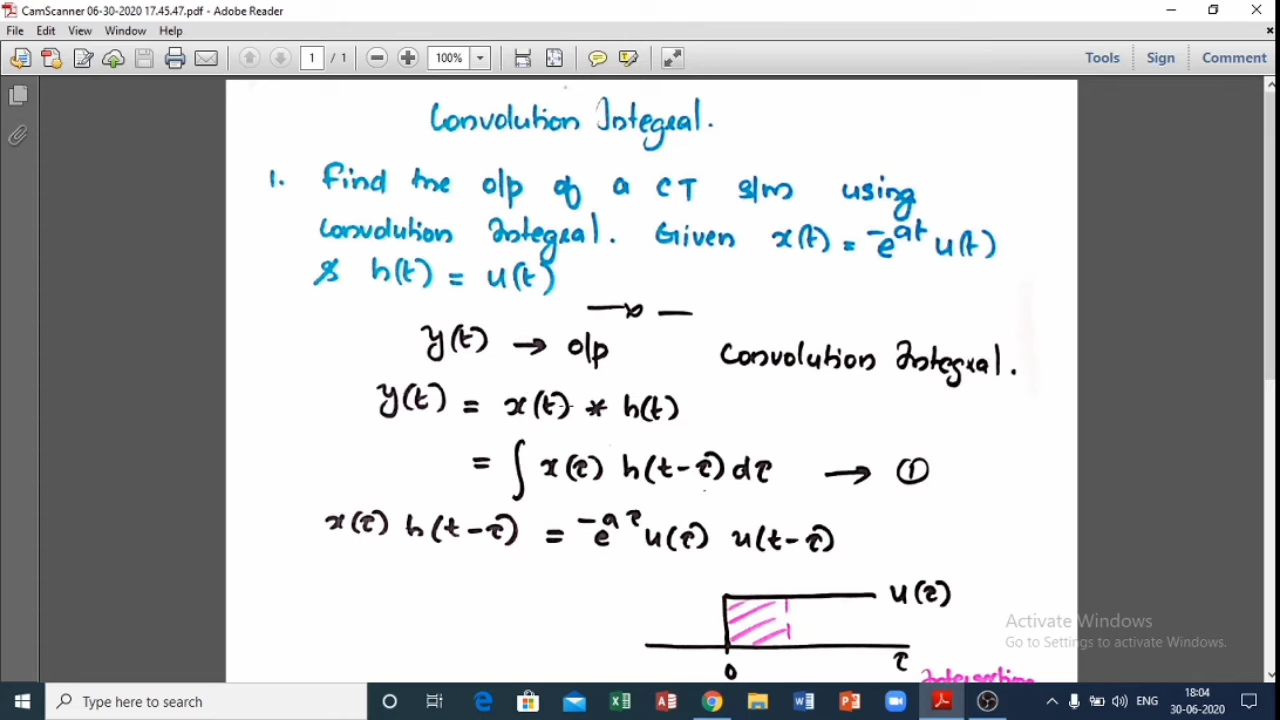 CamScanner 06-30-2020 17.45.47.pdf - Adobe Reader
File Edit View Window Help
1 / 1 100% Tools Sign Comment
Convolution Integral.
1. Find the o/p of a CT s/m using
Convolution Integral. Given x(t) = e^-at u(t)
& h(t) = u(t)
y(t) → o/p Convolution Integral.
y(t) = x(t) * h(t)
= ∫ x(τ) h(t-τ) dτ → ①
x(τ) h(t-τ) = e^-aτ u(τ) u(t-τ)
u(τ)
0 τ
Intersection
Activate Windows
Go to Settings to activate Windows.
Type here to search
ENG 18:04
30-06-2020